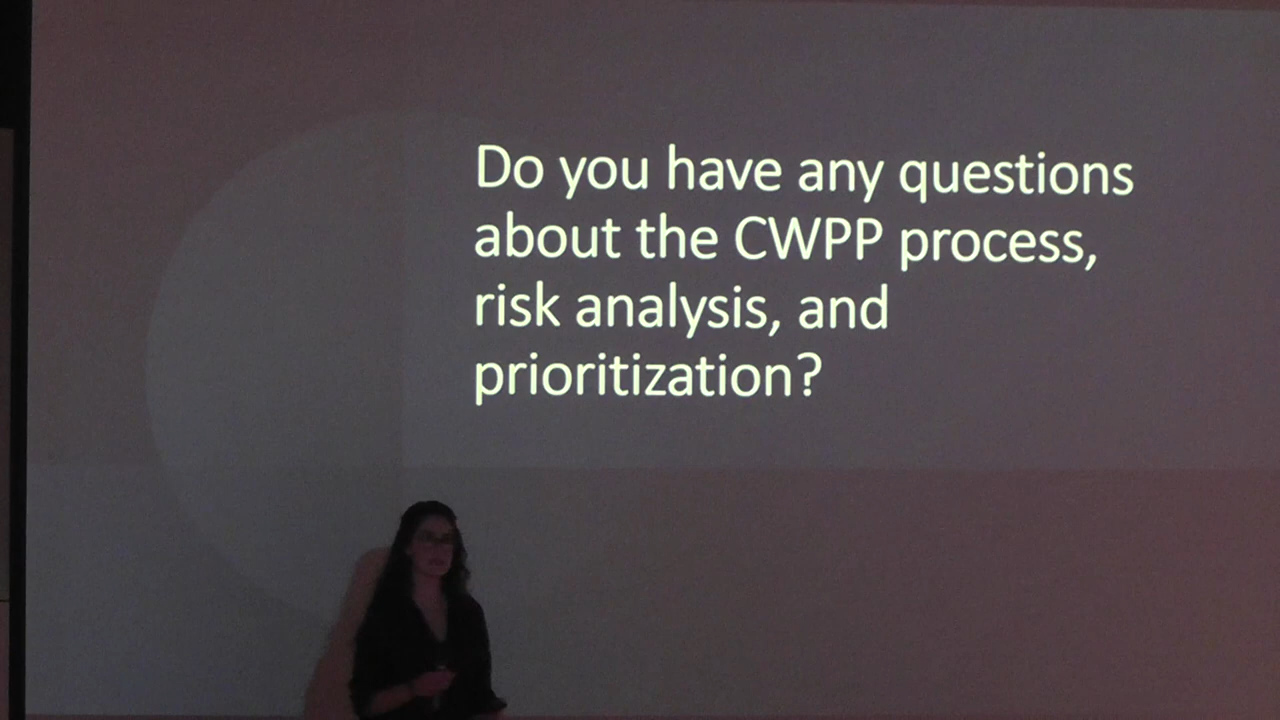 Do you have any questions
about the CWPP process,
risk analysis, and
prioritization?